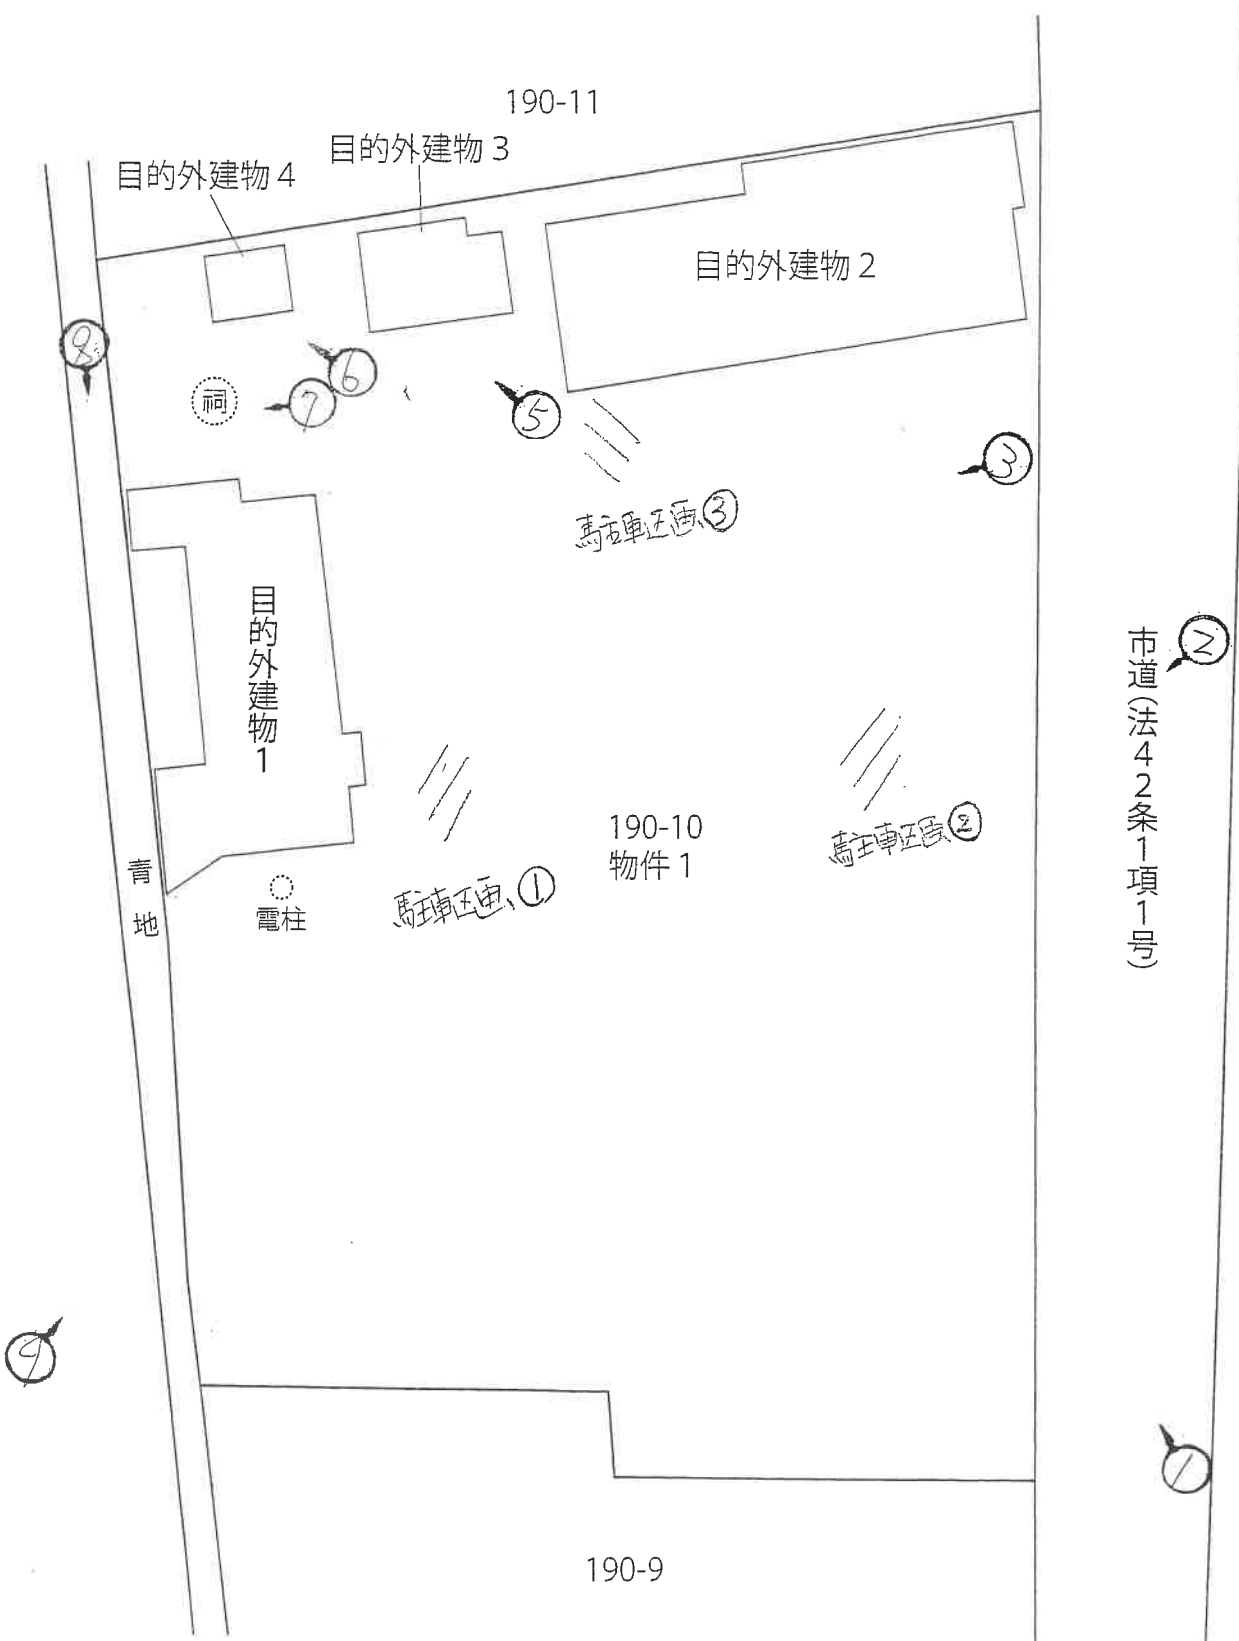 190-11
目的外建物3
目的外建物4
目的外建物2
8
祠
7
6
5
3
駐車区画③
目的外建物1
2
市道(法42条1項1号)
190-10
物件1
駐車区画②
駐車区画①
電柱
青地
9
1
190-9